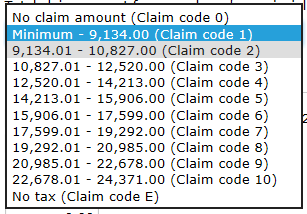 No claim amount (Claim code 0)
Minimum - 9,134.00 (Claim code 1)
9,134.01 - 10,827.00 (Claim code 2)
10,827.01 - 12,520.00 (Claim code 3)
12,520.01 - 14,213.00 (Claim code 4)
14,213.01 - 15,906.00 (Claim code 5)
15,906.01 - 17,599.00 (Claim code 6)
17,599.01 - 19,292.00 (Claim code 7)
19,292.01 - 20,985.00 (Claim code 8)
20,985.01 - 22,678.00 (Claim code 9)
22,678.01 - 24,371.00 (Claim code 10)
No tax (Claim code E)